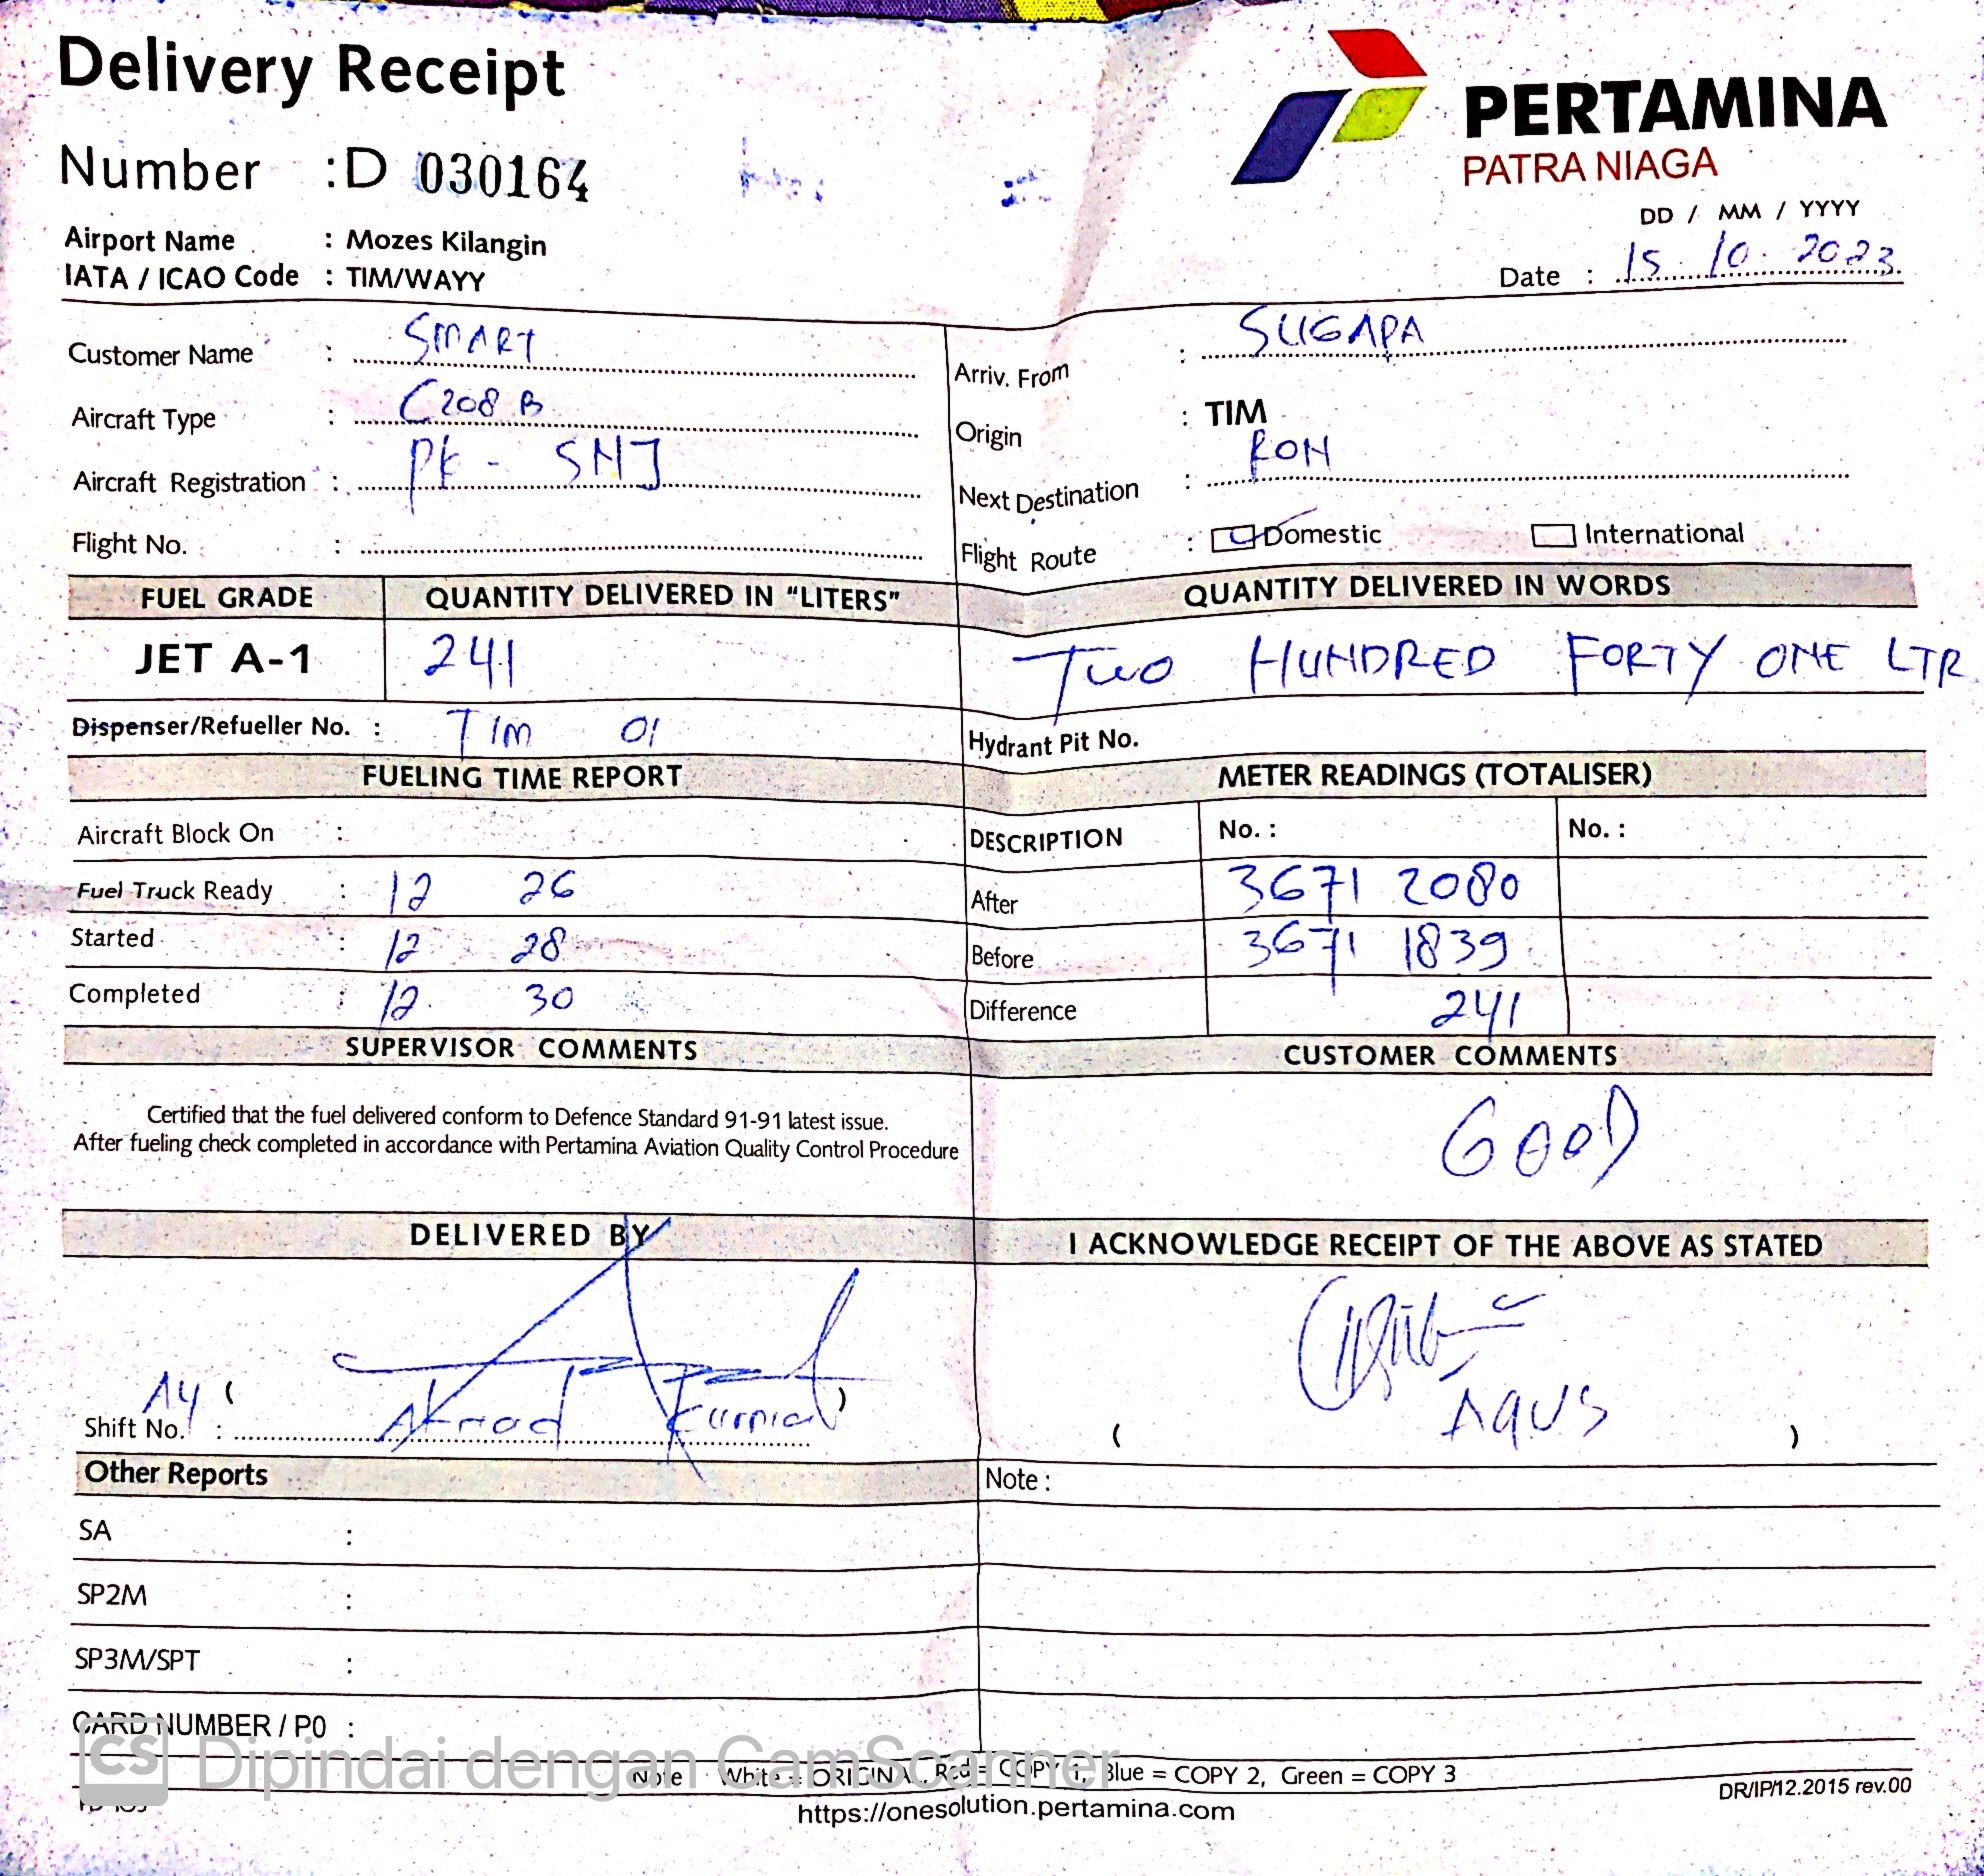 Delivery Receipt
PERTAMINA
PATRA NIAGA
Number :D 030164
DD / MM / YYYY
Airport Name : Mozes Kilangin
IATA / ICAO Code : TIM/WAYY
Date : 15 . 10 . 2023
Customer Name : SMART
Arriv. From : SUGAPA
Aircraft Type : C208 B
Origin : TIM
Aircraft Registration : PK - SNJ
Next Destination : RON
Flight No. :
Flight Route : Domestic International
FUEL GRADE QUANTITY DELIVERED IN "LITERS" QUANTITY DELIVERED IN WORDS
JET A-1 241 TWO HUNDRED FORTY ONE LTR
Dispenser/Refueller No. : TIM 01 Hydrant Pit No.
FUELING TIME REPORT METER READINGS (TOTALISER)
Aircraft Block On : DESCRIPTION No. : No. :
Fuel Truck Ready : 12 26 After 3671 2080
Started : 12 28 Before 3671 1839
Completed : 12 30 Difference 241
SUPERVISOR COMMENTS CUSTOMER COMMENTS
Certified that the fuel delivered conform to Defence Standard 91-91 latest issue.
After fueling check completed in accordance with Pertamina Aviation Quality Control Procedure
GOOD
DELIVERED BY I ACKNOWLEDGE RECEIPT OF THE ABOVE AS STATED
Shift No. : ( )
( AGUS )
Other Reports Note :
SA :
SP2M :
SP3M/SPT :
CARD NUMBER / P0 :
CS Dipindai dengan CamScanner
Note White = ORIGINAL, Red = COPY 1, Blue = COPY 2, Green = COPY 3
DR/IP/12.2015 rev.00
https://onesolution.pertamina.com